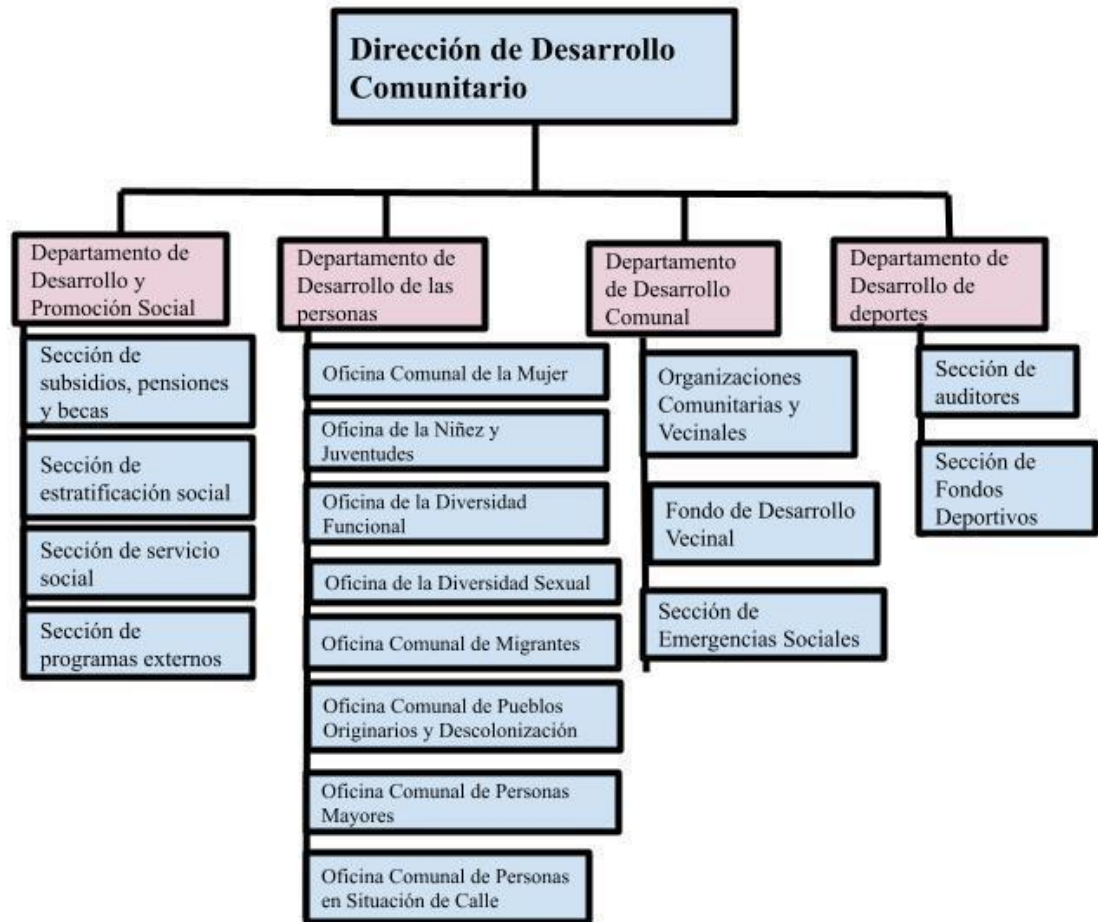 Dirección de Desarrollo
Comunitario
Departamento de
Desarrollo y
Promoción Social
Sección de
subsidios, pensiones
y becas
Sección de
estratificación social
Sección de servicio
social
Sección de
programas externos
Departamento de
Desarrollo de las
personas
Oficina Comunal de la Mujer
Oficina de la Niñez y
Juventudes
Oficina de la Diversidad
Funcional
Oficina de la Diversidad Sexual
Oficina Comunal de Migrantes
Oficina Comunal de Pueblos
Originarios y Descolonización
Oficina Comunal de Personas
Mayores
Oficina Comunal de Personas
en Situación de Calle
Departamento
de Desarrollo
Comunal
Organizaciones
Comunitarias y
Vecinales
Fondo de Desarrollo
Vecinal
Sección de
Emergencias Sociales
Departamento de
Desarrollo de
deportes
Sección de
auditores
Sección de
Fondos
Deportivos